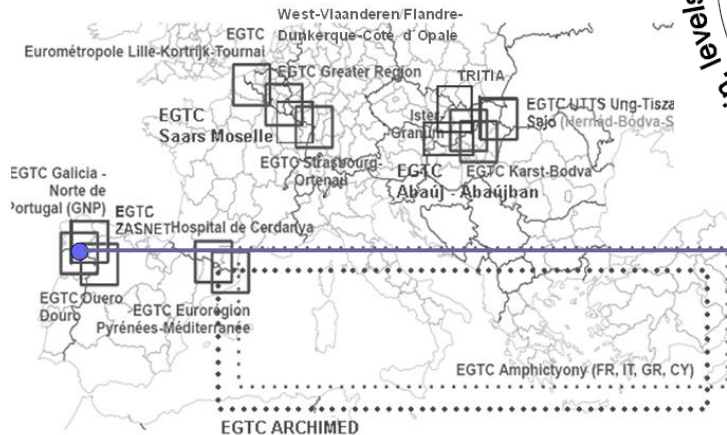 West-Vlaanderen/Flandre-
Dunkerque-Côte d´Opale
EGTC
Eurométropole Lille-Kortrijk-Tournai
EGTC Greater Region
TRITIA
EGTC
Saars Moselle
Ister-
Granum
EGTC UTTS Ung-Tisza
Sajo (Hernád-Bódva-S
EGTC Strasbourg-
Ortenau
EGTC
Abaúj - Abaújban
EGTC Karst-Bodva
EGTC Galicia -
Norte de
Portugal (GNP)
EGTC
ZASNET
Hospital de Cerdanya
EGTC Duero
Douro
EGTC Eurorégion
Pyrénées-Méditerranée
EGTC Amphictyony (FR, IT, GR, CY)
EGTC ARCHIMED
levels